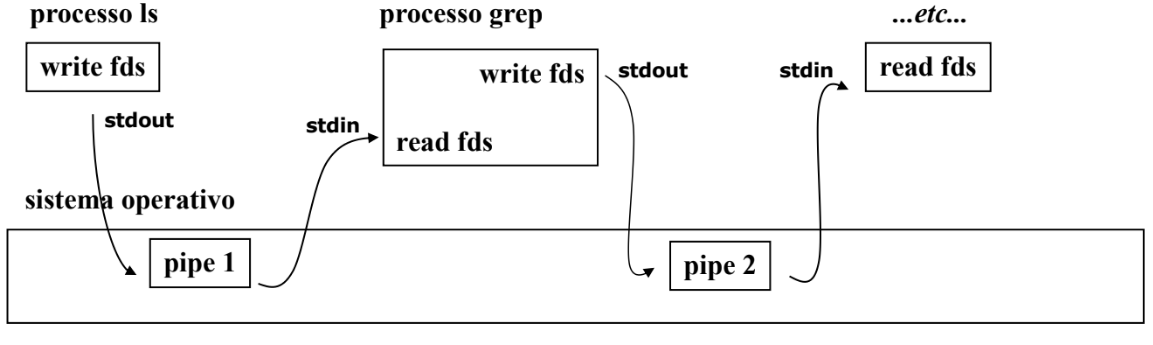 processo ls
processo grep
...etc...
write fds
write fds
stdout
stdin
read fds
stdout
stdin
read fds
sistema operativo
pipe 1
pipe 2